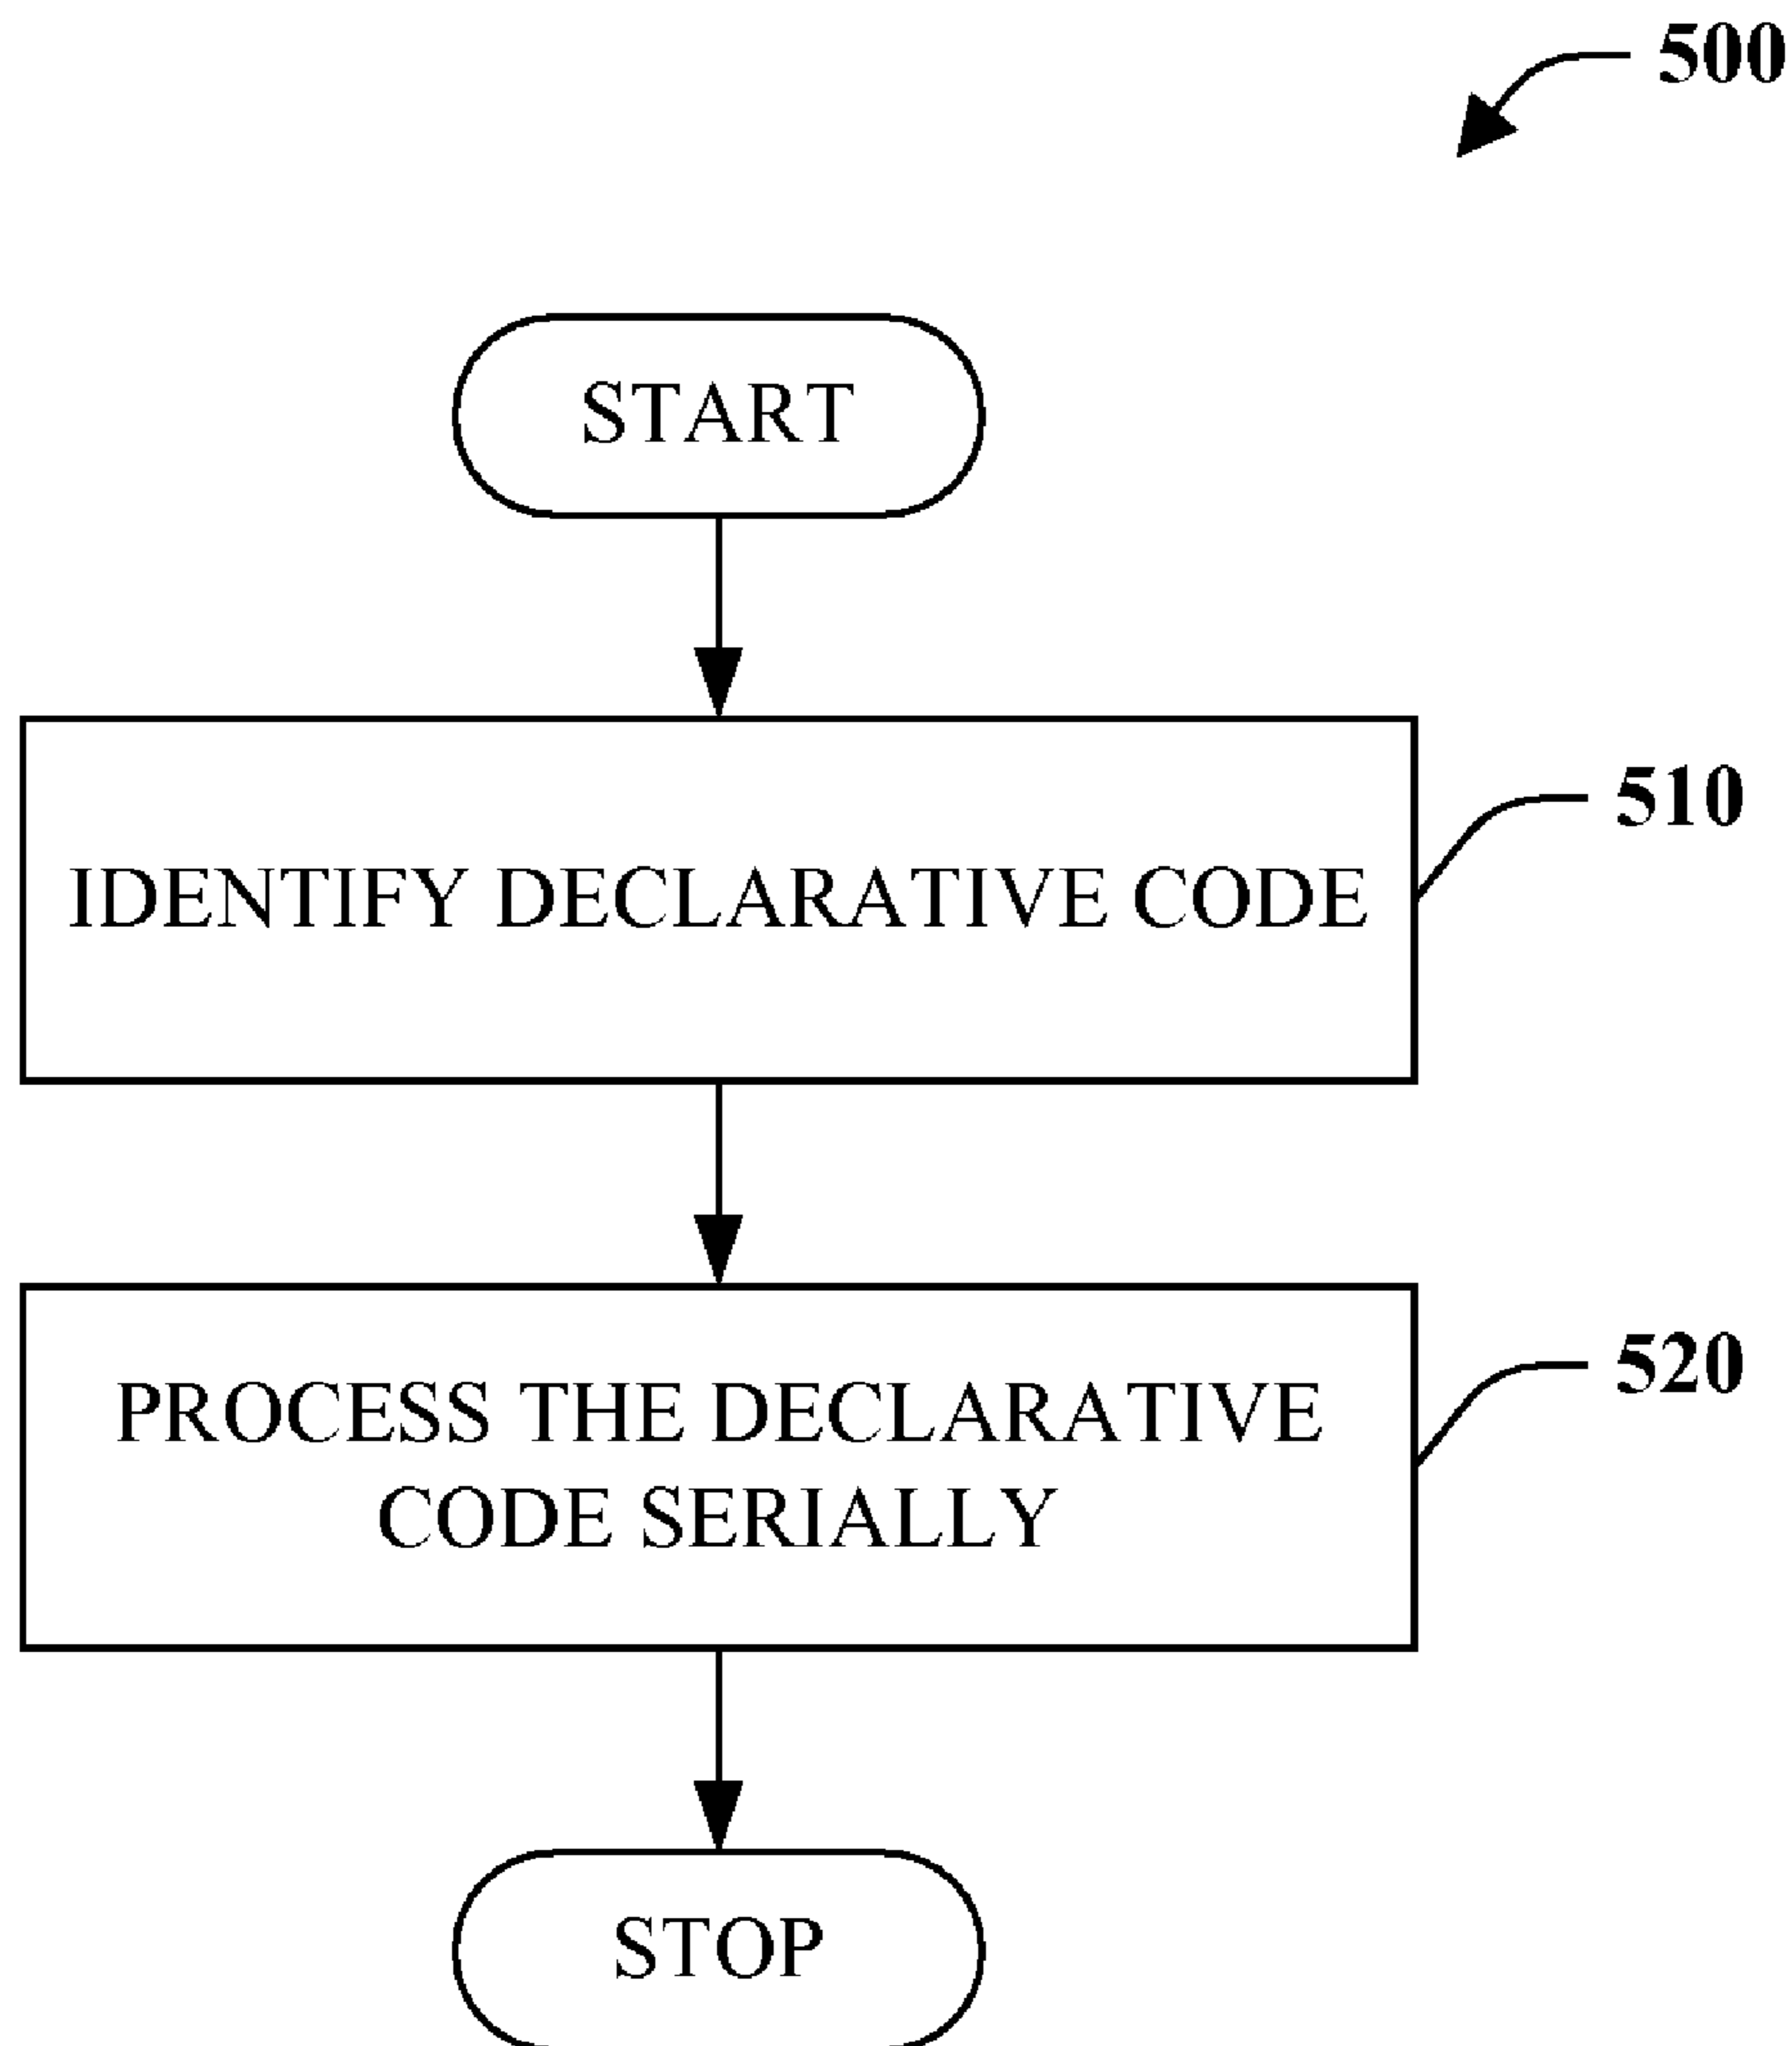 500
START
510
IDENTIFY DECLARATIVE CODE
520
PROCESS THE DECLARATIVE
CODE SERIALLY
STOP